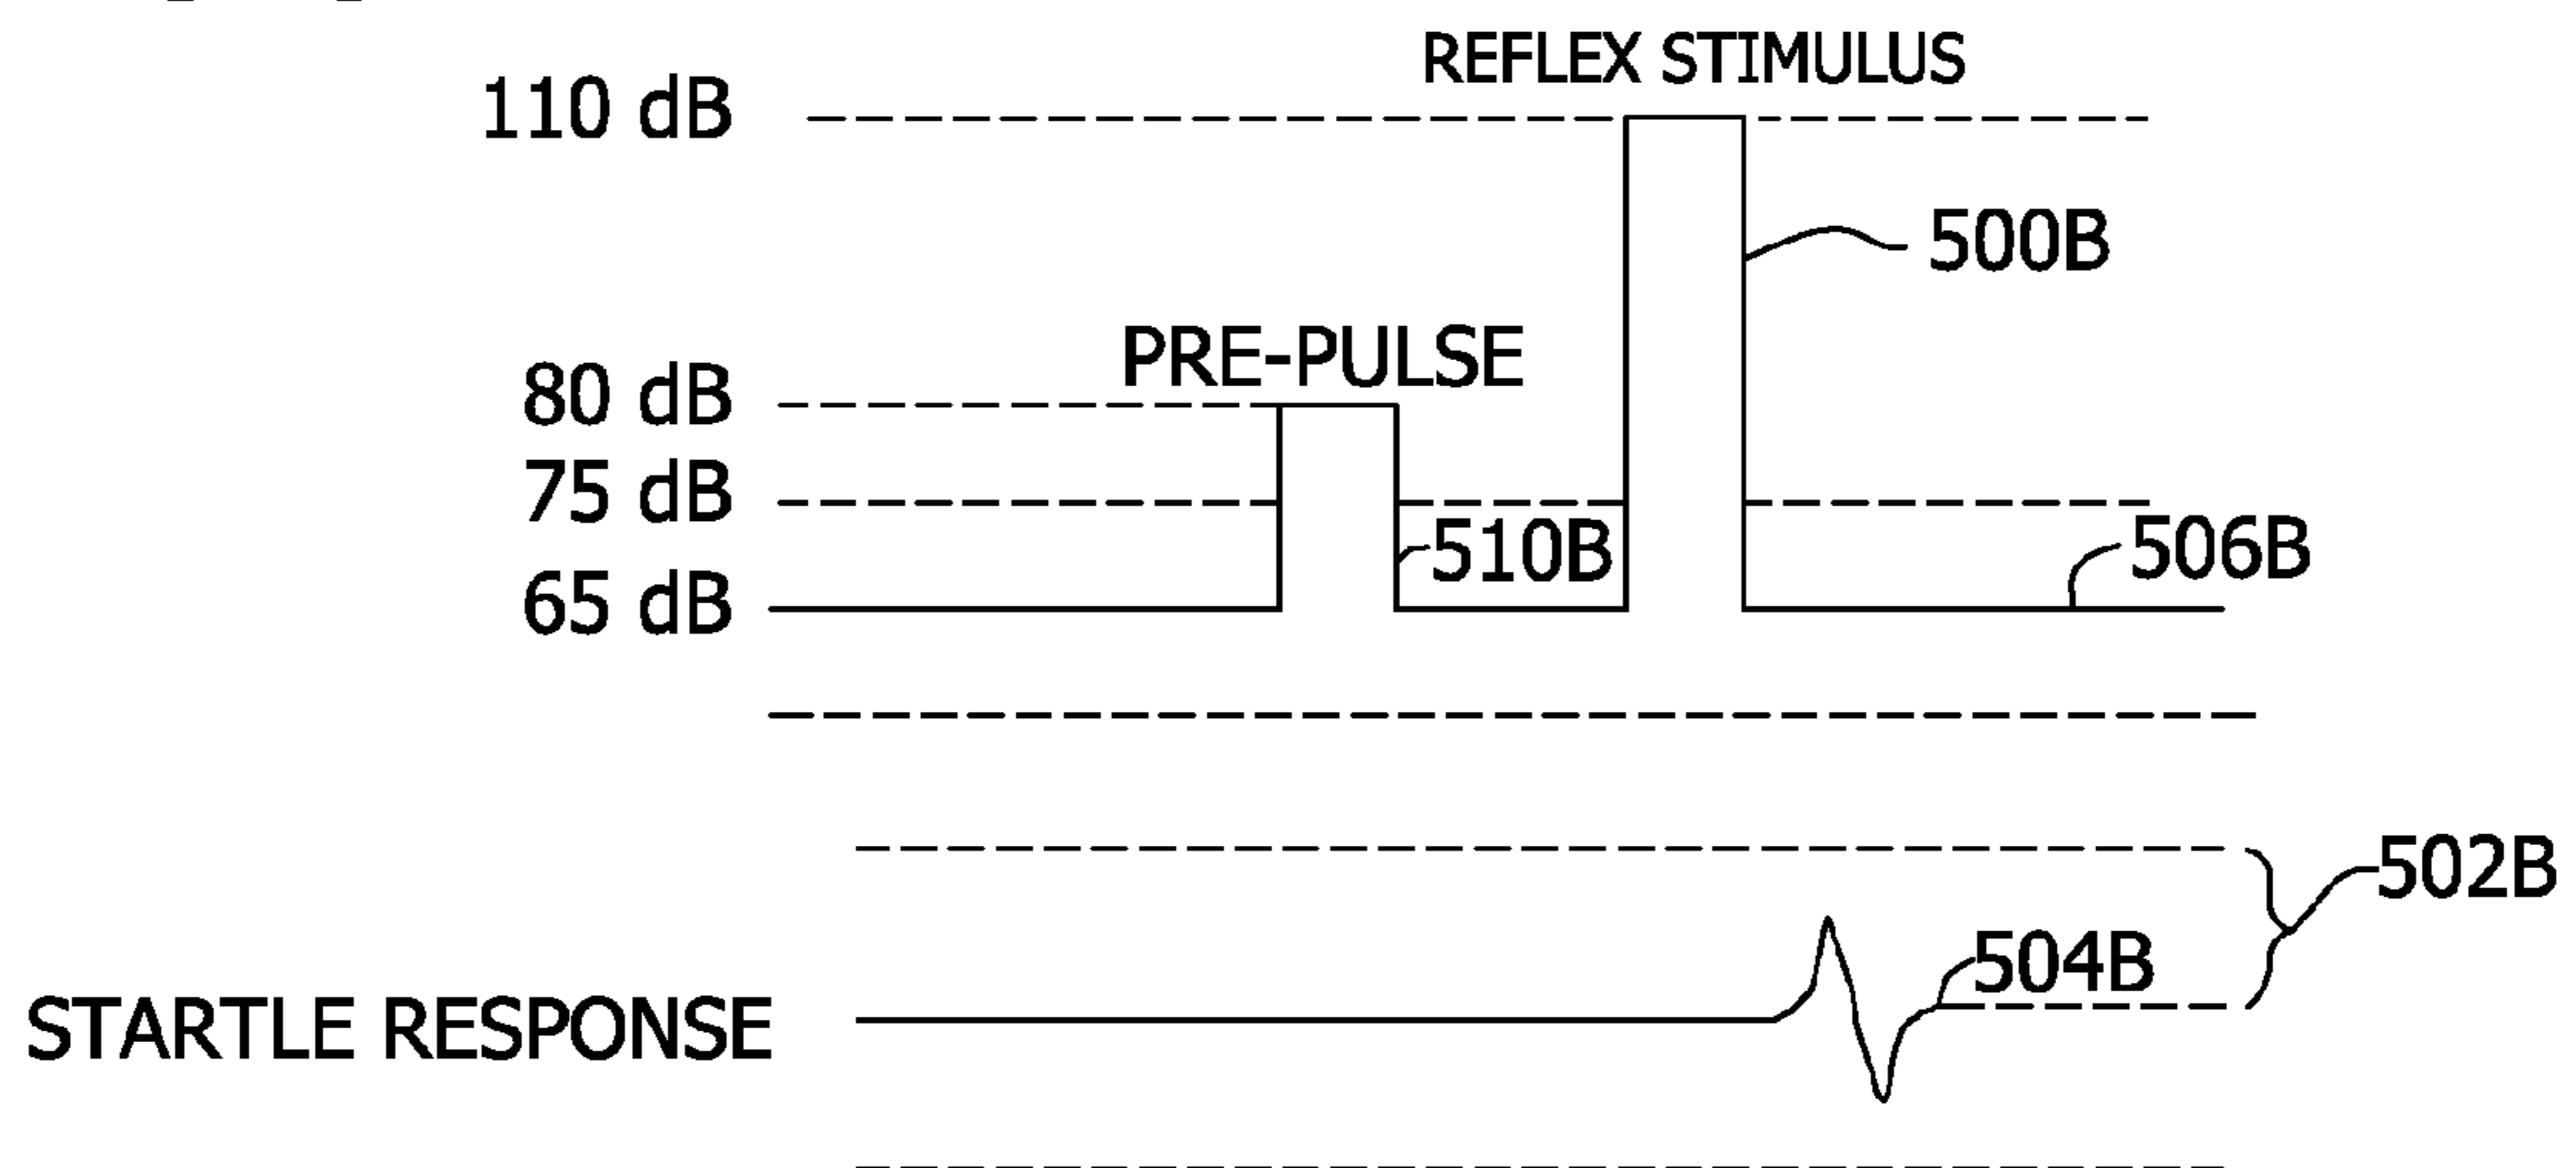 REFLEX STIMULUS
110 dB
500B
PRE-PULSE
80 dB
75 dB
510B
506B
65 dB
502B
504B
STARTLE RESPONSE